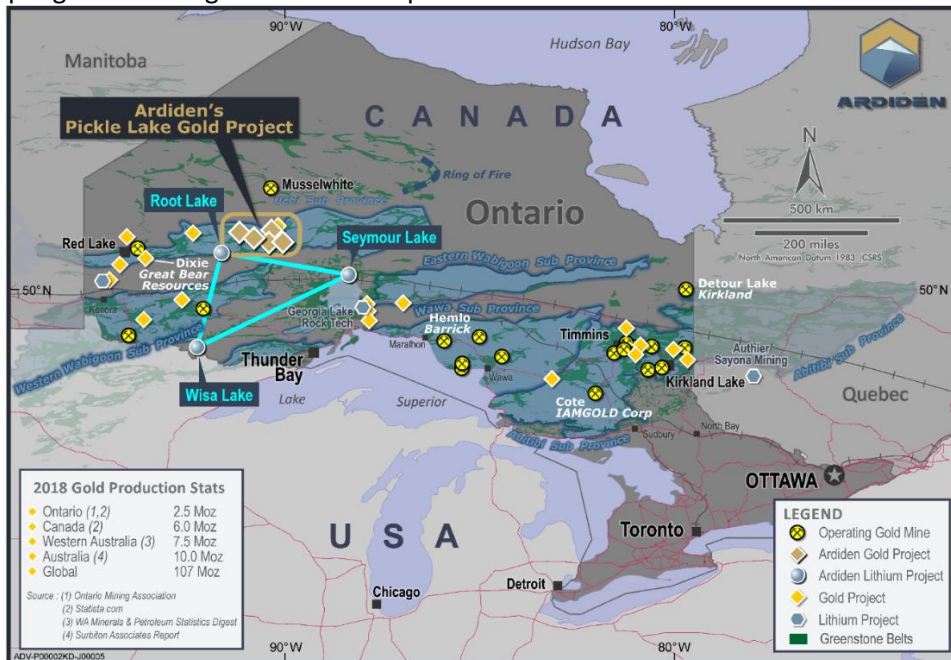 90°W
80°W
Hudson Bay
Manitoba
ARDIDEN
Ardiden's
Pickle Lake Gold Project
CANADA
N
Ring of Fire
Musselwhite
Uchi Sub Province
Root Lake
Ontario
500 km
200 miles
North American Datum 1983 (CSRS)
Red Lake
Seymour Lake
Dixie
Great Bear
Resources
Eastern Wabigoon Sub Province
50°N
50°N
Detour Lake
Kirkland
Kenora
Georgia Lake
Rock Tech
Wawa Sub Province
Hemlo
Barrick
Timmins
Marathon
Western Wabigoon Sub Province
Thunder
Bay
Authier/
Sayona Mining
Abitibi sub Province
Wawa
Kirkland Lake
Wisa Lake
Lake
Superior
Cote
IAMGOLD Corp
Quebec
Abitibi Sub Province
Sudbury
North Bay
2018 Gold Production Stats
Ontario (1,2) 2.5 Moz
Canada (2) 6.0 Moz
Western Australia (3) 7.5 Moz
Australia (4) 10.0 Moz
Global 107 Moz
Source : (1) Ontario Mining Association
(2) Statista.com
(3) WA Minerals & Petroleum Statistics Digest
(4) Surbiton Associates Report
OTTAWA
USA
Toronto
LEGEND
Operating Gold Mine
Ardiden Gold Project
Ardiden Lithium Project
Gold Project
Lithium Project
Greenstone Belts
Chicago
Detroit
ADV-P00002KD-J00005
90°W
80°W